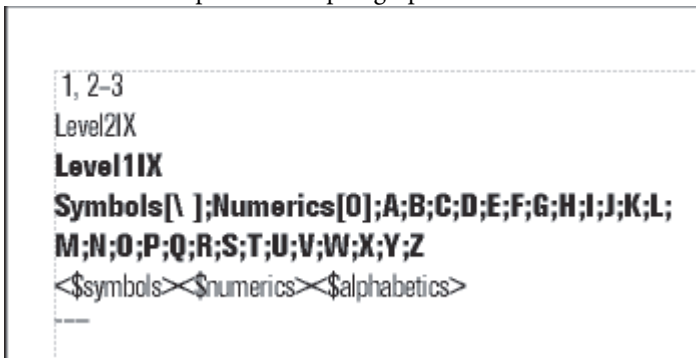 1, 2–3
Level2IX
Level1IX
Symbols[\ ];Numerics[0];A;B;C;D;E;F;G;H;I;J;K;L;
M;N;O;P;Q;R;S;T;U;V;W;X;Y;Z
<$symbols><$numerics><$alphabetics>